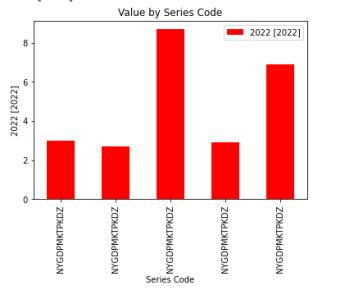 Value by Series Code
2022 [2022]
2022 [2022]
8
6
4
2
0
NYGDPMKTPKDZ
NYGDPMKTPKDZ
NYGDPMKTPKDZ
NYGDPMKTPKDZ
NYGDPMKTPKDZ
Series Code